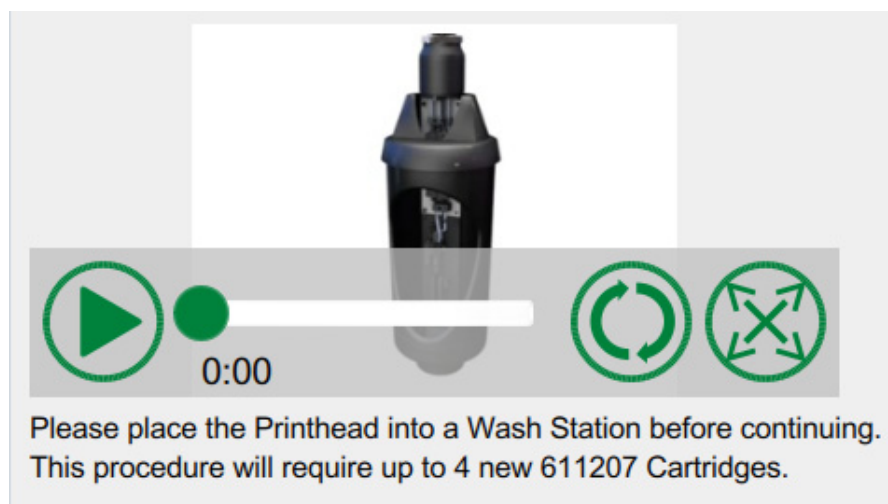 0:00
Please place the Printhead into a Wash Station before continuing.
This procedure will require up to 4 new 611207 Cartridges.